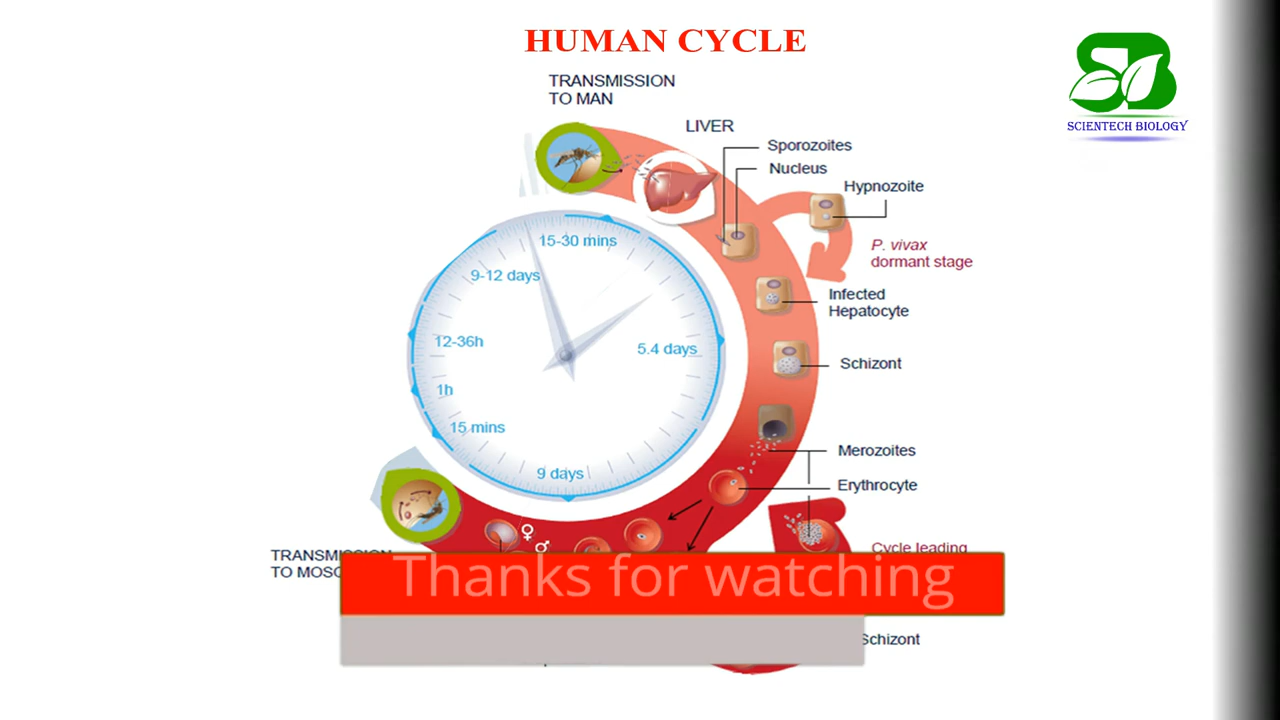 HUMAN CYCLE
SCIENTECH BIOLOGY
TRANSMISSION
TO MAN
LIVER
Sporozoites
Nucleus
Hypnozoite
P. vivax
dormant stage
Infected
Hepatocyte
Schizont
Merozoites
Erythrocyte
15-30 mins
9-12 days
12-36h
5.4 days
1h
15 mins
9 days
Cycle leading
TRANSMISSION
TO
Thanks for watching
Schizont